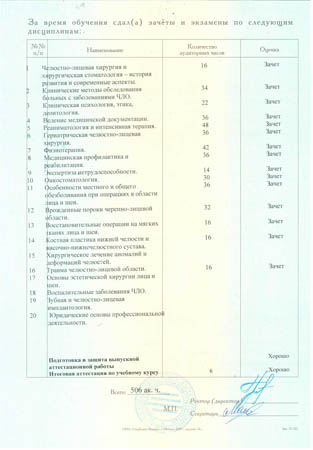 За время обучения сдал(а) зачёты и экзамены по следующим
дисциплинам:
№№ п/п Наименование Количество аудиторных часов Оценка
1 Челюстно-лицевая хирургия и 16 Зачет
хирургическая стоматология – история
развития и современные аспекты.
2 Клинические методы обследования 34 Зачет
больных с заболеваниями ЧЛО.
3 Клиническая психология, этика, 22 Зачет
деонтология.
4 Ведение медицинской документации. 36 Зачет
5 Реаниматология и интенсивная терапия. 48 Зачет
6 Гериатрическая челюстно-лицевая 36 Зачет
хирургия.
7 Физиотерапия. 42 Зачет
8 Медицинская профилактика и 36 Зачет
реабилитация.
9 Экспертиза нетрудоспособности. 14 Зачет
10 Онкостоматология. 30 Зачет
11 Особенности местного и общего 36 Зачет
обезболивания при операциях в области
лица и шеи.
12 Врожденные пороки черепно-лицевой 32 Зачет
области.
13 Восстановительные операции на мягких 16 Зачет
тканях лица и шеи.
14 Костная пластика нижней челюсти и 16 Зачет
височно-нижнечелюстного сустава.
15 Хирургическое лечение аномалий и
деформаций челюстей.
16 Травма челюстно-лицевой области. 16 Зачет
17 Основы эстетической хирургии лица и
шеи.
18 Воспалительные заболевания ЧЛО.
19 Зубная и челюстно-лицевая
имплантология.
20 Юридические основы профессиональной
деятельности.
Подготовка и защита выпускной Хорошо
аттестационной работы
Итоговая аттестация по учебному курсу 6 Хорошо
Всего 506 ак. ч.
М.П.
Ректор (директор)
Секретарь